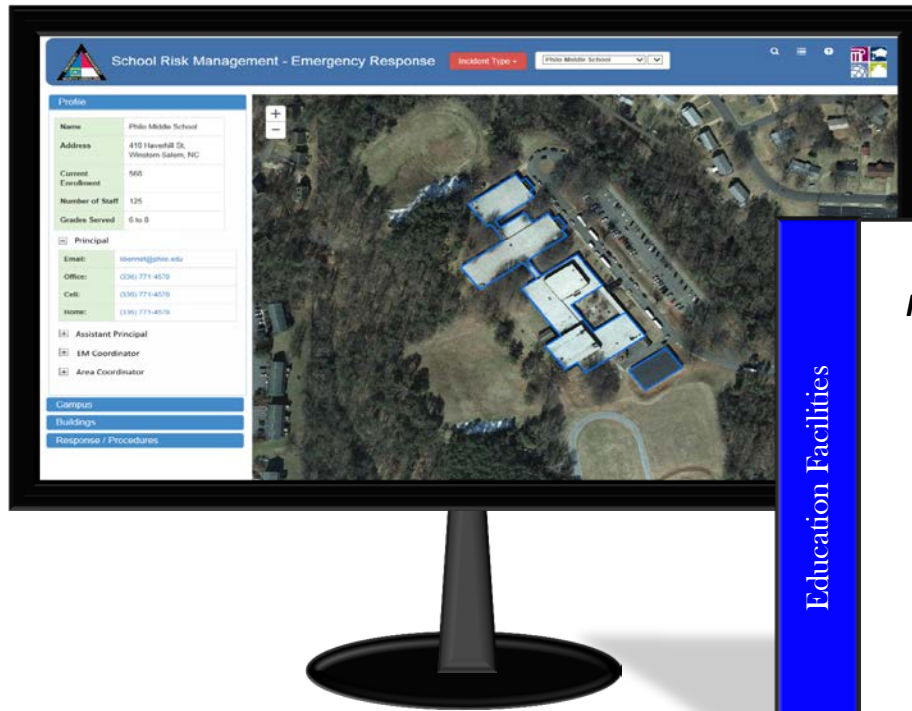 School Risk Management - Emergency Response
Incident Type
Philo Middle School
Profile
Name Philo Middle School
Address 410 Haverhill St,
Winstom-Salem, NC
Current
Enrollment 568
Number of Staff 125
Grades Served 6 to 8
Principal
Email:
Office: (336) 771-4570
Cell: (336) 771-4570
Home: (336) 771-4570
Assistant Principal
EM Coordinator
Area Coordinator
Campus
Buildings
Response / Procedures
Education Facilities